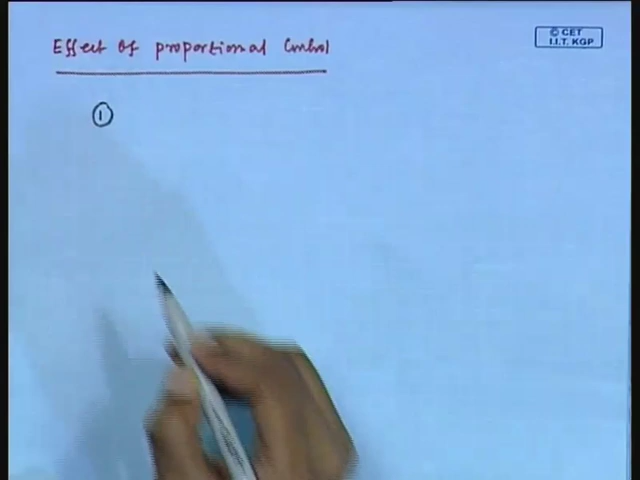 Effect of proportional Control
© CET
I.I.T. KGP
①